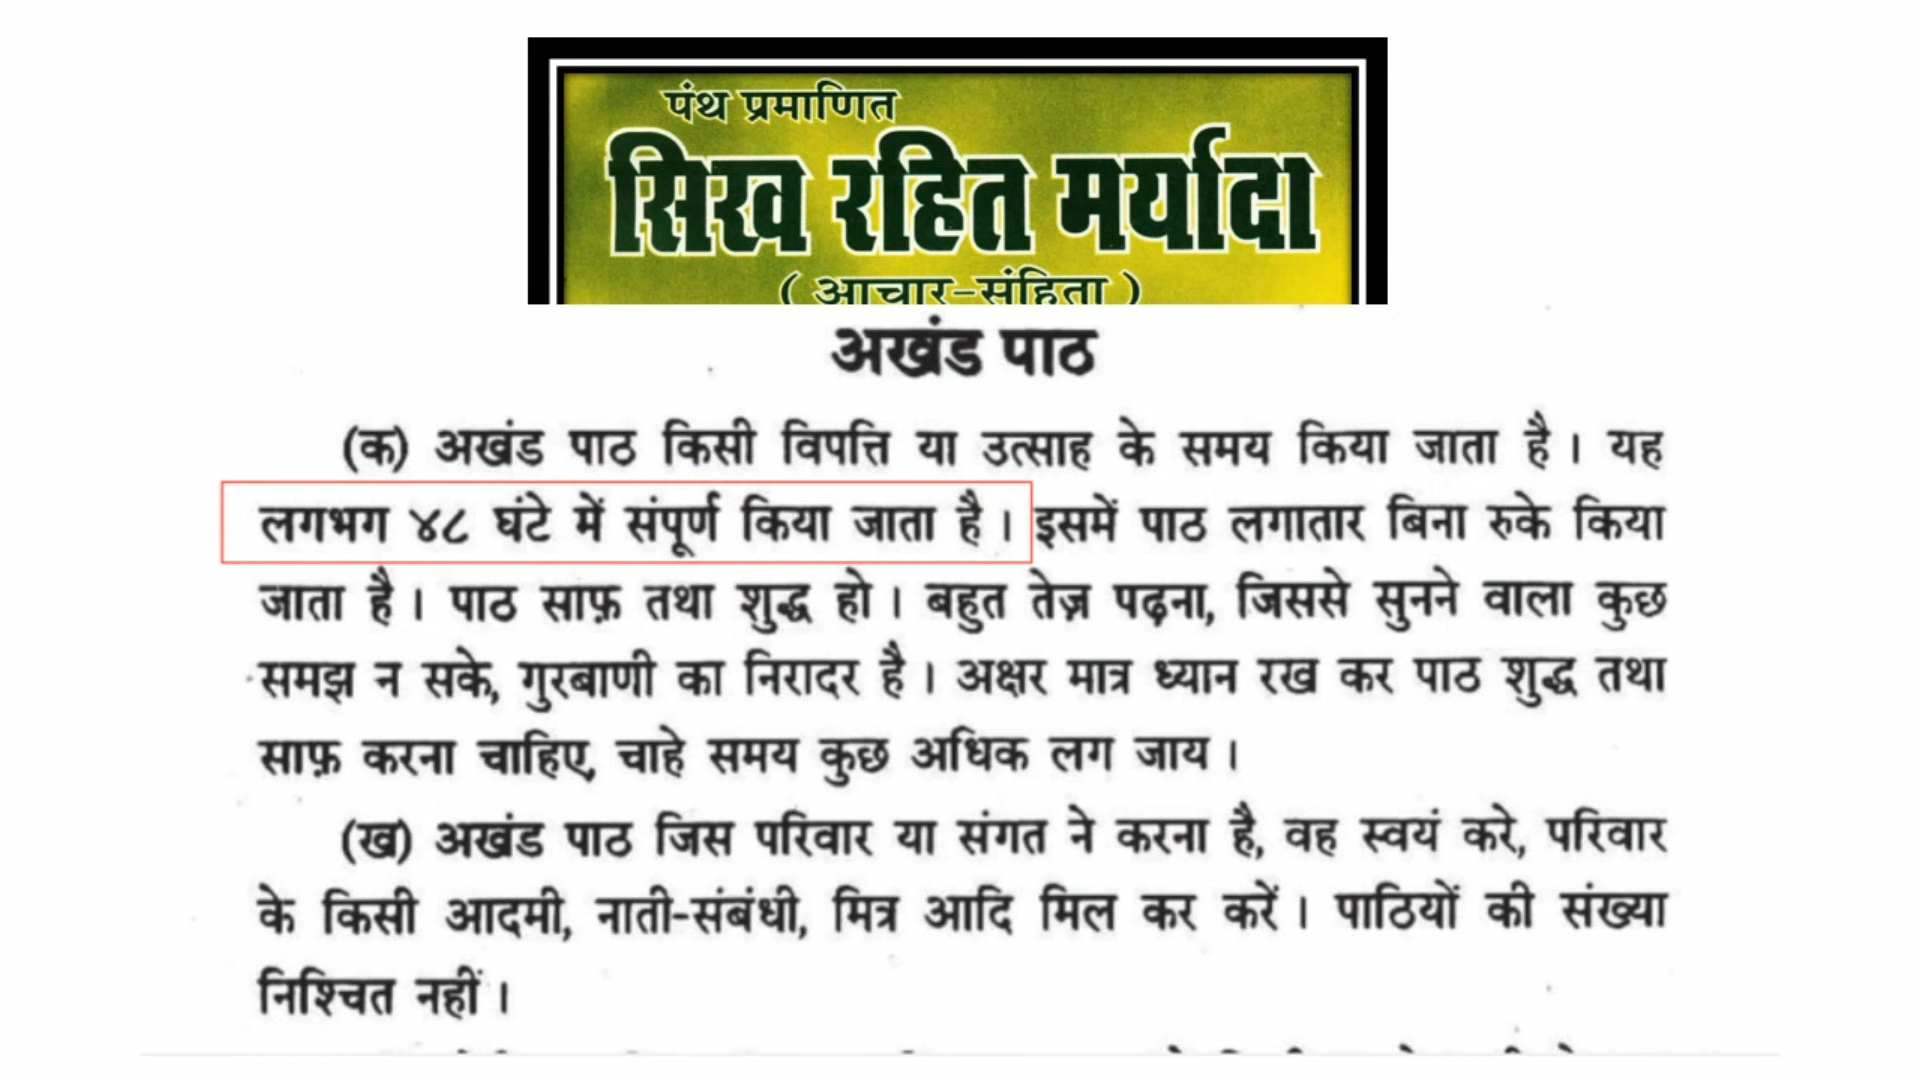 पंथ प्रमाणित
सिख रहित मर्यादा
( आचार-संहिता )
अखंड पाठ
(क) अखंड पाठ किसी विपत्ति या उत्साह के समय किया जाता है । यह
लगभग ४८ घंटे में संपूर्ण किया जाता है । इसमें पाठ लगातार बिना रुके किया
जाता है । पाठ साफ़ तथा शुद्ध हो । बहुत तेज़ पढ़ना, जिससे सुनने वाला कुछ
समझ न सके, गुरबाणी का निरादर है । अक्षर मात्र ध्यान रख कर पाठ शुद्ध तथा
साफ़ करना चाहिए, चाहे समय कुछ अधिक लग जाय ।
(ख) अखंड पाठ जिस परिवार या संगत ने करना है, वह स्वयं करे, परिवार
के किसी आदमी, नाती-संबंधी, मित्र आदि मिल कर करें । पाठियों की संख्या
निश्चित नहीं ।